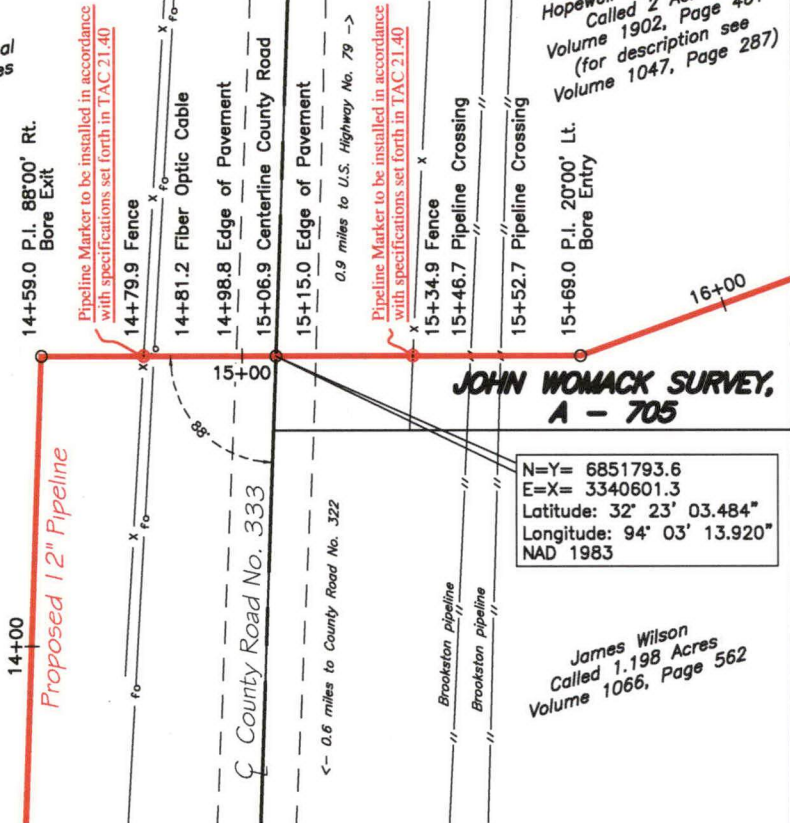 Called 2
Volume 1902, Page
(for description see
Volume 1047, Page 287)
14+59.0 P.I. 88°00' Rt.
Bore Exit
Pipeline Marker to be installed in accordance
with specifications set forth in TAC 21.40
14+79.9 Fence
14+81.2 Fiber Optic Cable
14+98.8 Edge of Pavement
15+06.9 Centerline County Road
15+15.0 Edge of Pavement
0.9 miles to U.S. Highway No. 79 ->
Pipeline Marker to be installed in accordance
with specifications set forth in TAC 21.40
15+34.9 Fence
15+46.7 Pipeline Crossing
15+52.7 Pipeline Crossing
15+69.0 P.I. 20°00' Lt.
Bore Entry
x
fo
x
fo
x
x
x
16+00
15+00
88°
JOHN WOMACK SURVEY,
A - 705
N=Y= 6851793.6
E=X= 3340601.3
Latitude: 32° 23' 03.484"
Longitude: 94° 03' 13.920"
NAD 1983
14+00
Proposed 12" Pipeline
x
fo
fo
℄ County Road No. 333
<- 0.6 miles to County Road No. 322
Brookston pipeline
Brookston pipeline
James Wilson
Called 1.198 Acres
Volume 1066, Page 562